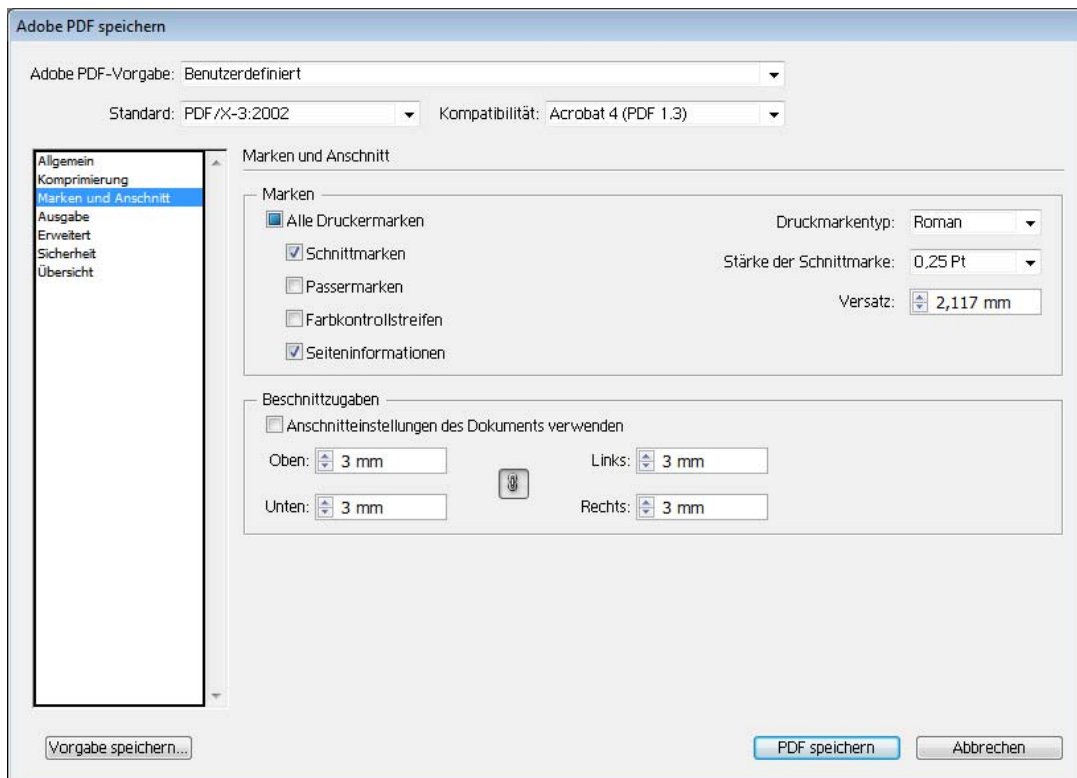 Adobe PDF speichern
Adobe PDF-Vorgabe: Benutzerdefiniert
Standard: PDF/X-3:2002 Kompatibilität: Acrobat 4 (PDF 1.3)
Allgemein
Komprimierung
Marken und Anschnitt
Ausgabe
Erweitert
Sicherheit
Übersicht
Marken und Anschnitt
Marken
Alle Druckermarken
Schnittmarken
Passermarken
Farbkontrollstreifen
Seiteninformationen
Druckmarkentyp: Roman
Stärke der Schnittmarke: 0,25 Pt
Versatz: 2,117 mm
Beschnittzugaben
Anschnitteinstellungen des Dokuments verwenden
Oben: 3 mm Links: 3 mm
Unten: 3 mm Rechts: 3 mm
Vorgabe speichern... PDF speichern Abbrechen